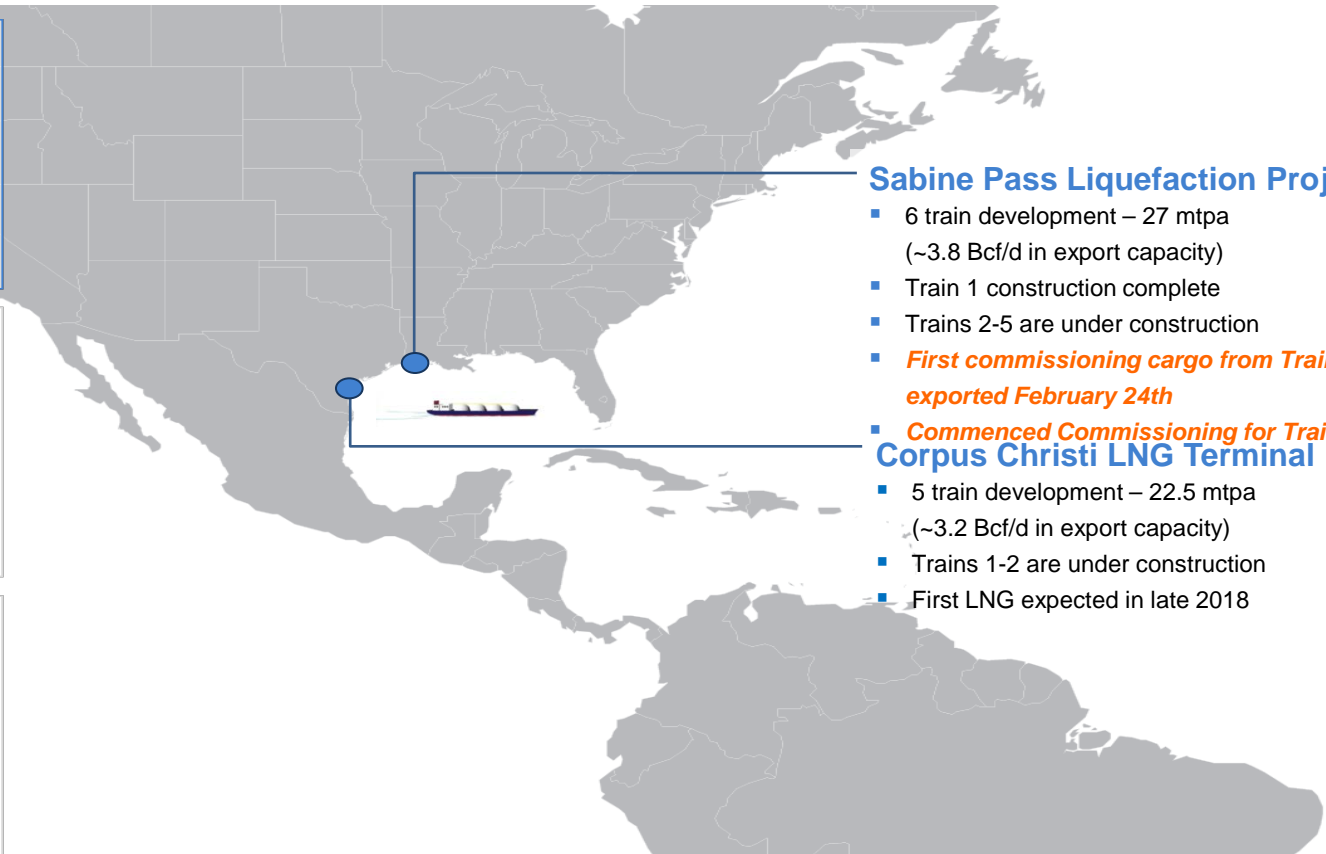 Sabine Pass Liquefaction Proj
▪ 6 train development – 27 mtpa
(~3.8 Bcf/d in export capacity)
▪ Train 1 construction complete
▪ Trains 2-5 are under construction
▪ First commissioning cargo from Trai
exported February 24th
▪ Commenced Commissioning for Trai
Corpus Christi LNG Terminal
▪ 5 train development – 22.5 mtpa
(~3.2 Bcf/d in export capacity)
▪ Trains 1-2 are under construction
▪ First LNG expected in late 2018